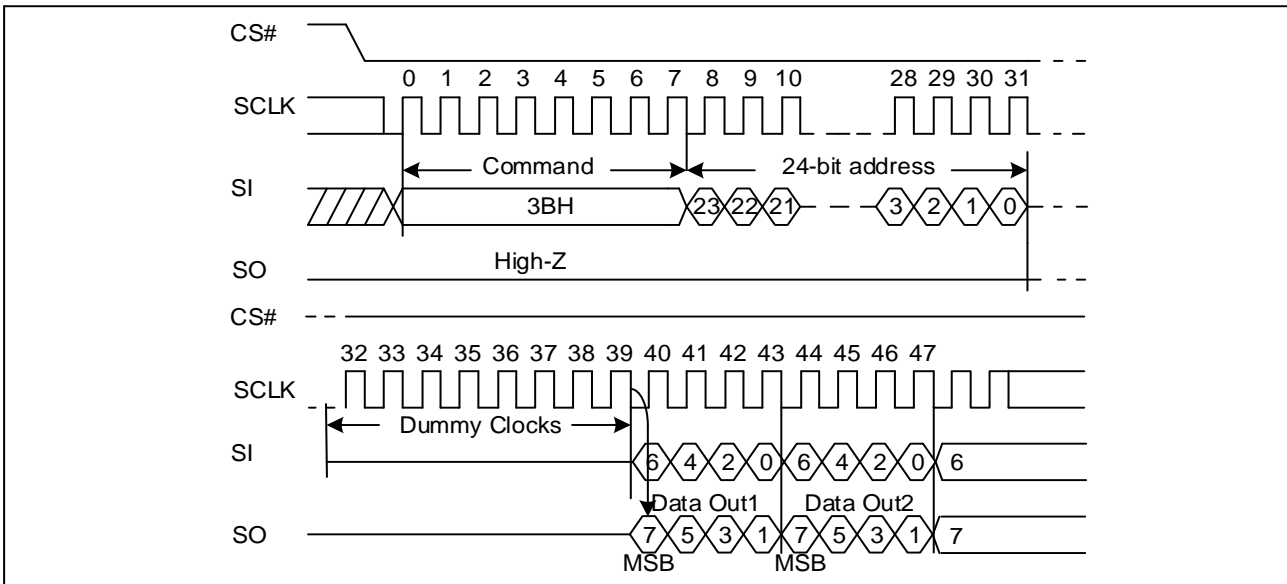 CS#
0 1 2 3 4 5 6 7 8 9 10 28 29 30 31
SCLK
Command 24-bit address
SI 3BH 23 22 21 3 2 1 0
High-Z
SO
CS#
32 33 34 35 36 37 38 39 40 41 42 43 44 45 46 47
SCLK
Dummy Clocks
SI 6 4 2 0 6 4 2 0 6
Data Out1 Data Out2
SO 7 5 3 1 7 5 3 1 7
MSB MSB